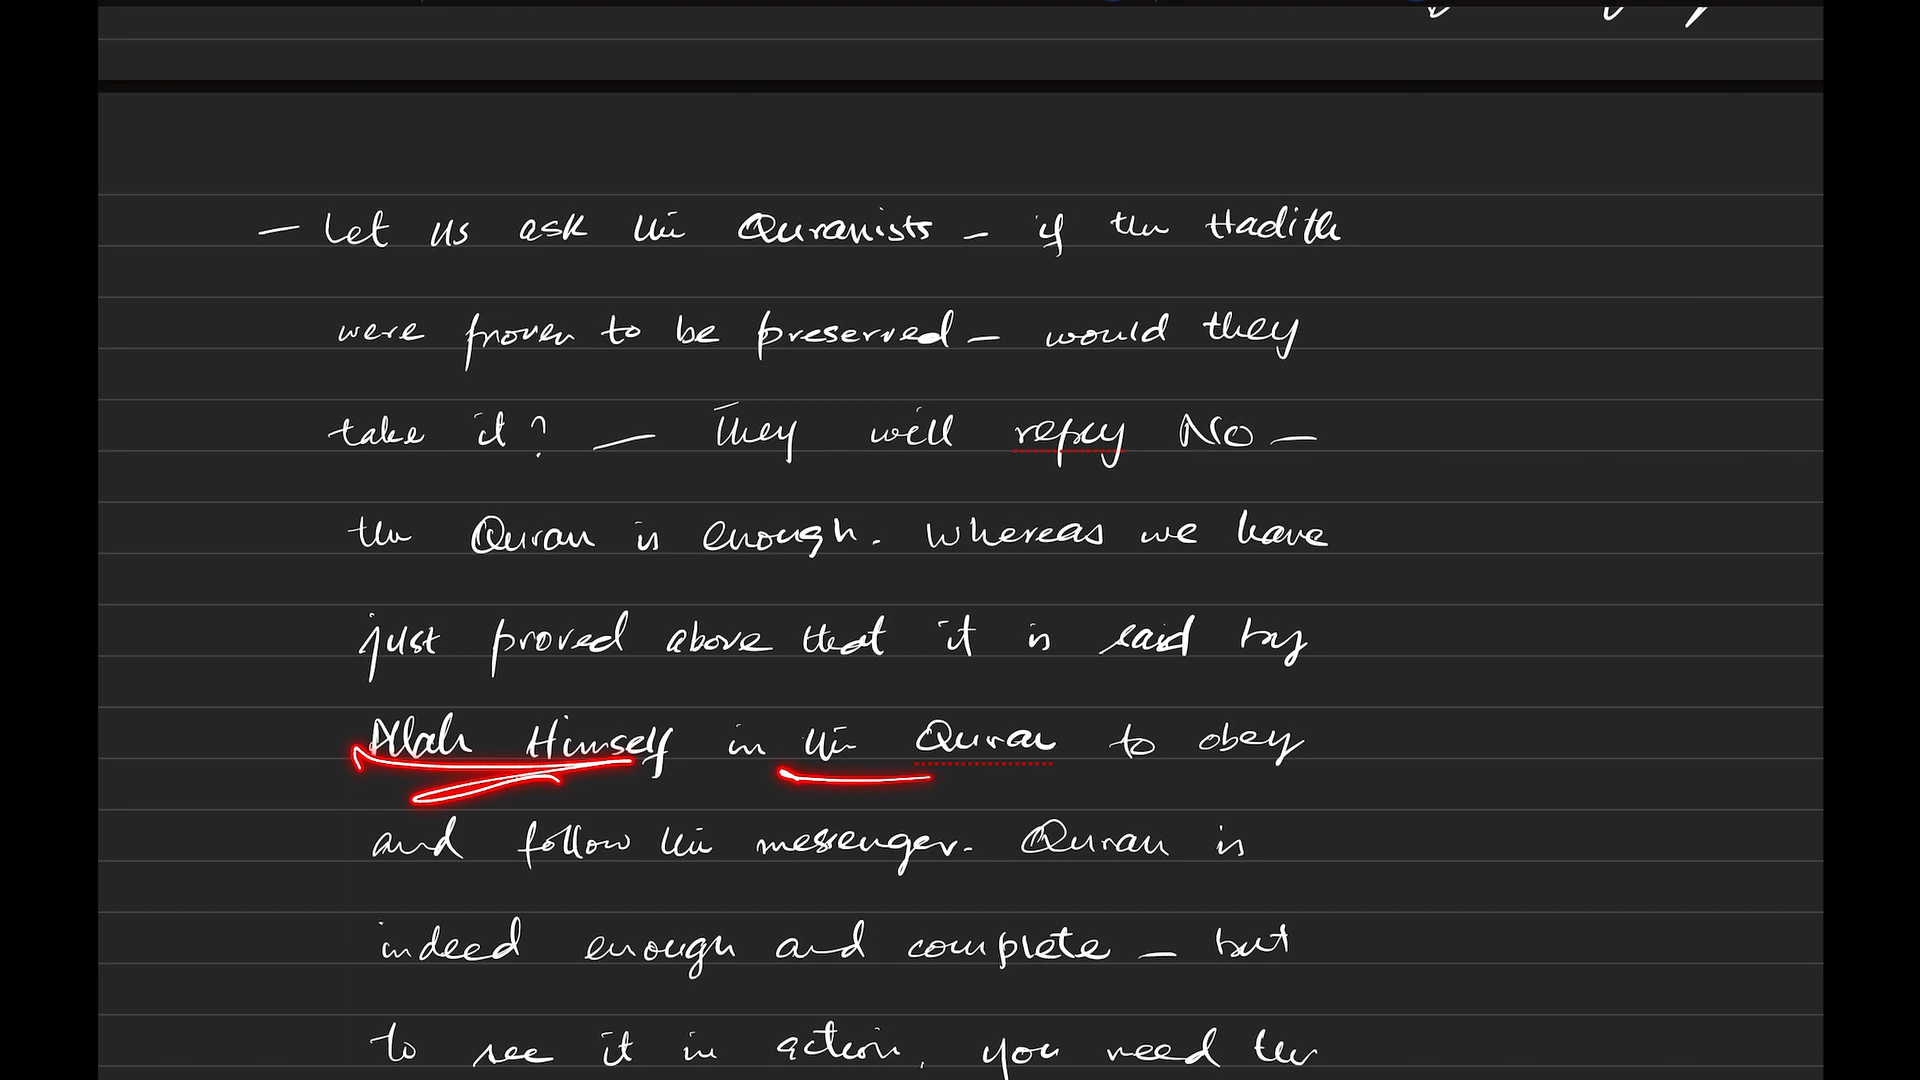 — Let us ask the Quranists – if the Hadith
were proven to be preserved – would they
take it? — They will reply No –
the Quran is enough. Whereas we have
just proved above that it is said by
Allah Himself in the Quran to obey
and follow the messenger. Quran is
indeed enough and complete – but
to see it in action, you need the